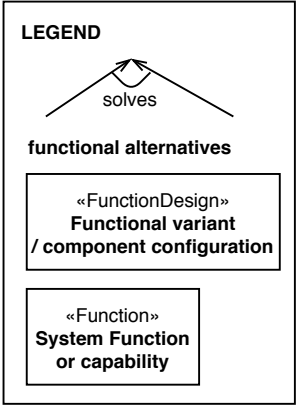 LEGEND
solves
functional alternatives
«FunctionDesign»
Functional variant
/ component configuration
«Function»
System Function
or capability